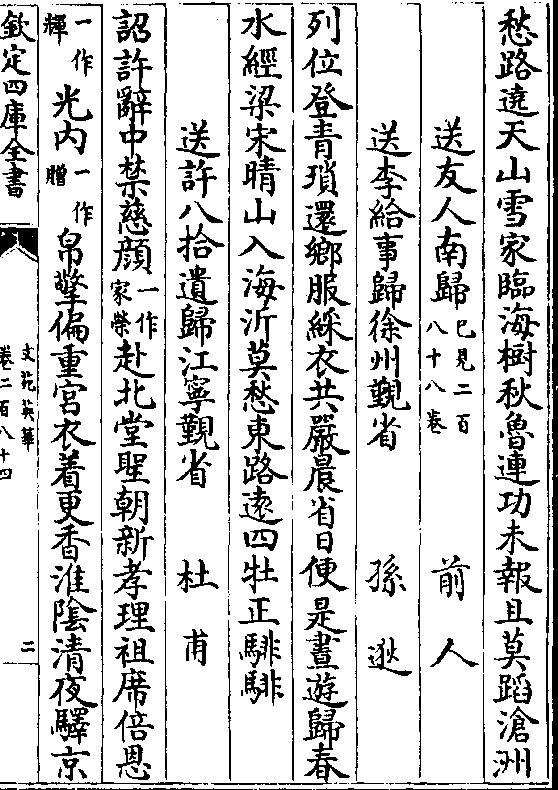 愁路遶天山雪家臨海樹秋魯連功未報且莫蹈滄洲
送友人南歸已見二百八十八卷 前人
送李給事歸徐州覲省 孫逖
列位登青瑣還鄉服綵衣共嚴晨省日便是晝遊歸春
水經梁宋晴山入海沂莫愁東路遠四牡正騑騑
送許八拾遺歸江寧覲省 杜甫
詔許辭中禁慈顔一作家榮赴北堂聖朝新孝理祖席倍恩
輝一作光内一作贈帛擎偏重宮衣着更香淮陰清夜驛京
欽定四庫全書
文苑英華
卷二百八十四
二